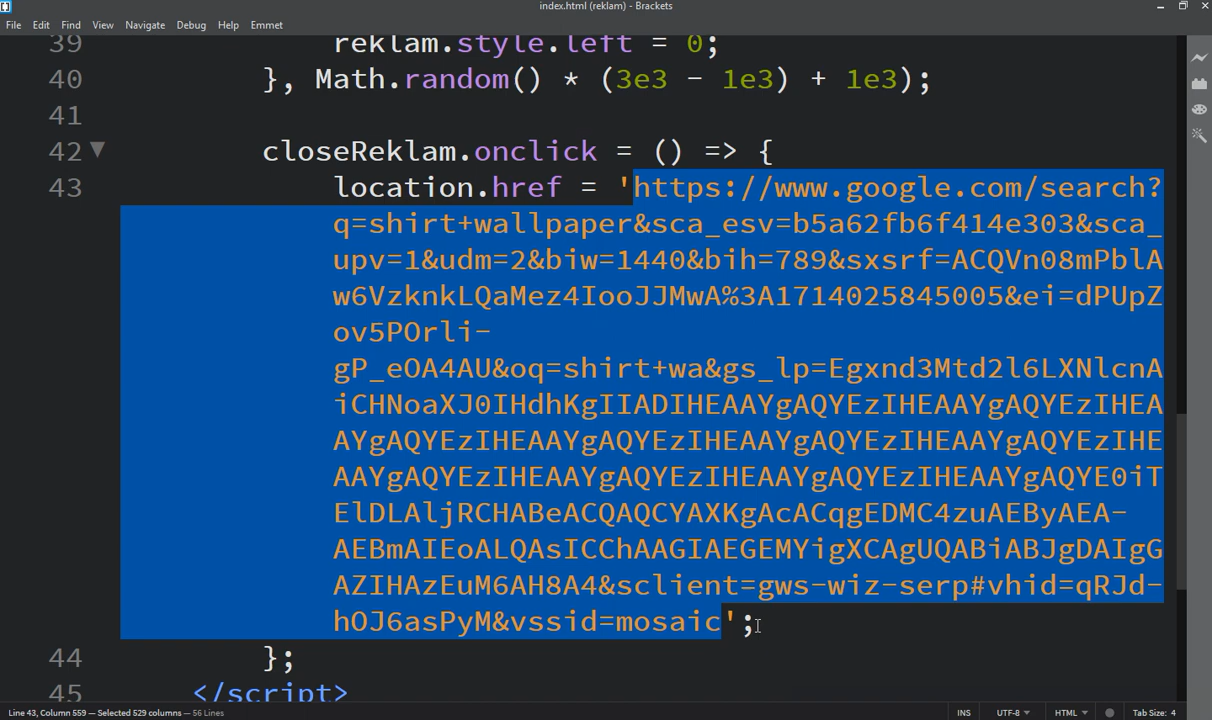 index.html (reklam) - Brackets
File Edit Find View Navigate Debug Help Emmet
39 reklam.style.left = 0;
40 }, Math.random() * (3e3 - 1e3) + 1e3);
41
42 closeReklam.onclick = () => {
43 location.href = 'https://www.google.com/search?
q=shirt+wallpaper&sca_esv=b5a62fb6f414e303&sca_
upv=1&udm=2&biw=1440&bih=789&sxsrf=ACQVn08mPblA
w6VzknkLQaMez4IooJJMwA%3A1714025845005&ei=dPUpZ
ov5POrli-
gP_eOA4AU&oq=shirt+wa&gs_lp=Egxnd3Mtd2l6LXNlcnA
iCHNoaXJ0IHdhKgIIADIHEAAYgAQYEzIHEAAYgAQYEzIHEA
AYgAQYEzIHEAAYgAQYEzIHEAAYgAQYEzIHEAAYgAQYEzIHE
AAYgAQYEzIHEAAYgAQYEzIHEAAYgAQYEzIHEAAYgAQYE0iT
ElDLAljRCHABeACQAQCYAXKgAcACqgEDMC4zuAEByAEA-
AEBmAIEoALQAsICChAAGIAEGEMYigXCAgUQABiABJgDAIgG
AZIHAzEuM6AH8A4&sclient=gws-wiz-serp#vhid=qRJd-
hOJ6asPyM&vssid=mosaic';
44 };
45 </script>
Line 43, Column 559 — Selected 529 columns — 56 Lines
INS UTF-8 HTML Tab Size: 4